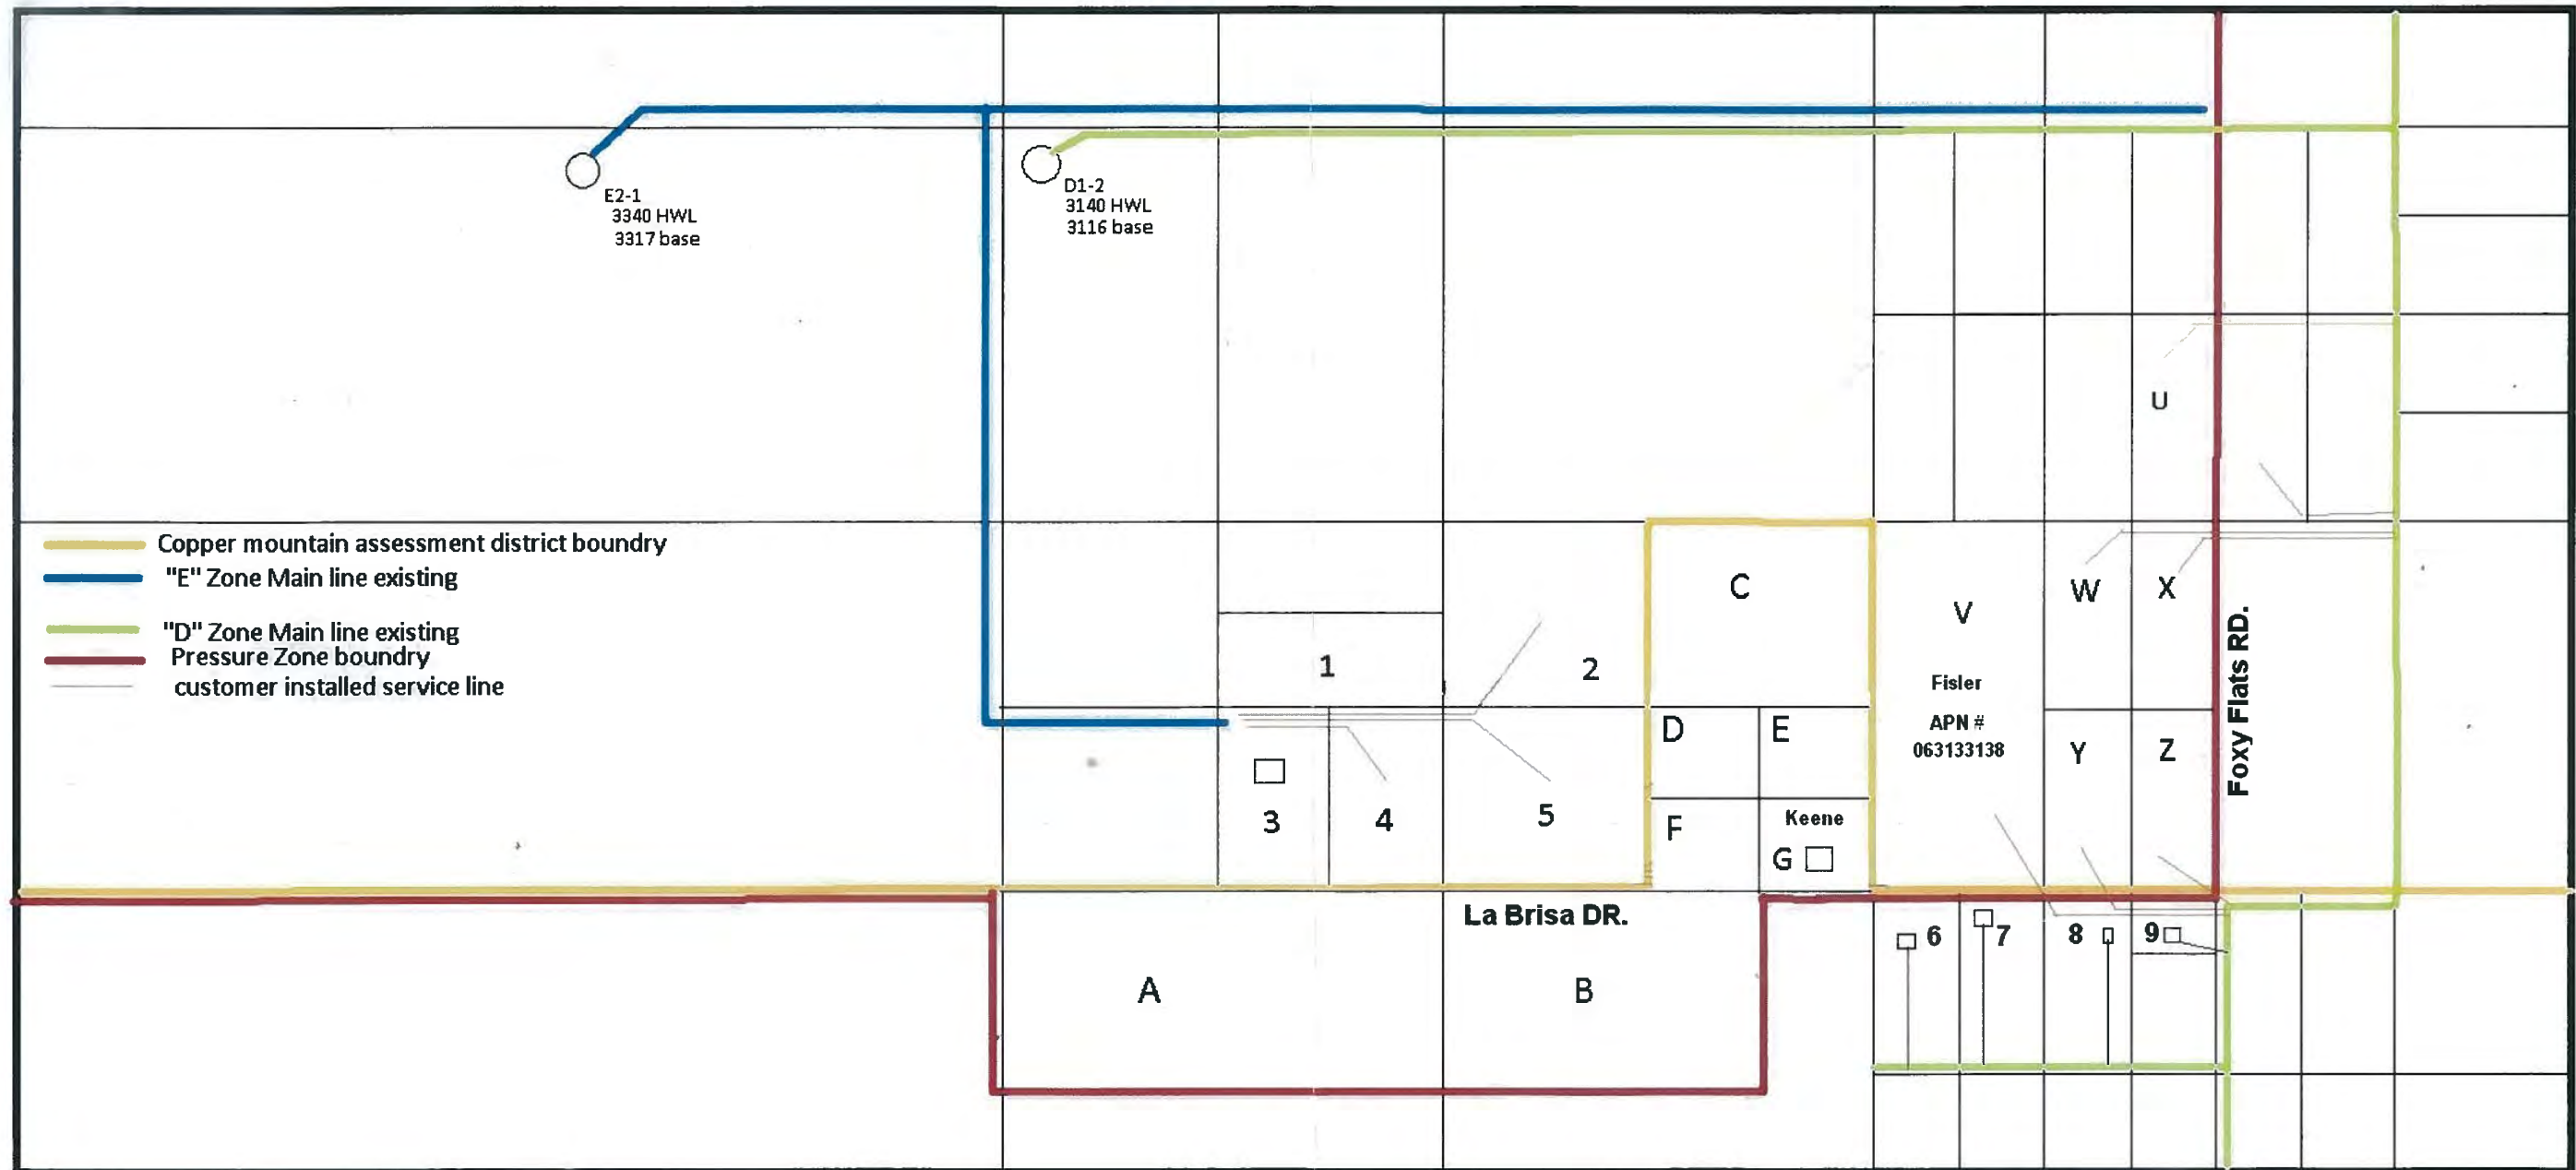 E2-1
3340 HWL
3317 base
D1-2
3140 HWL
3116 base
U
Copper mountain assessment district boundry
"E" Zone Main line existing
"D" Zone Main line existing
Pressure Zone boundry
customer installed service line
1
2
3
4
5
C
D
E
F
Keene
G
V
Fisler
APN #
063133138
W
X
Y
Z
Foxy Flats RD.
La Brisa DR.
A
B
6
7
8
9